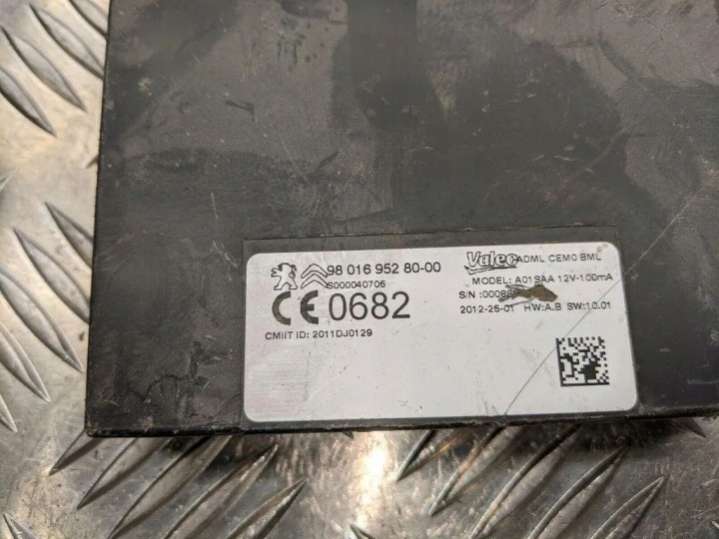 98 016 952 80-00
S000040706
CE 0682
CMIIT ID: 2011DJ0129
Valeo ADML CEMO BML
MODEL: A01SAA 12V-100mA
S/N :0008
2012-25-01 HW:A.B SW:10.01